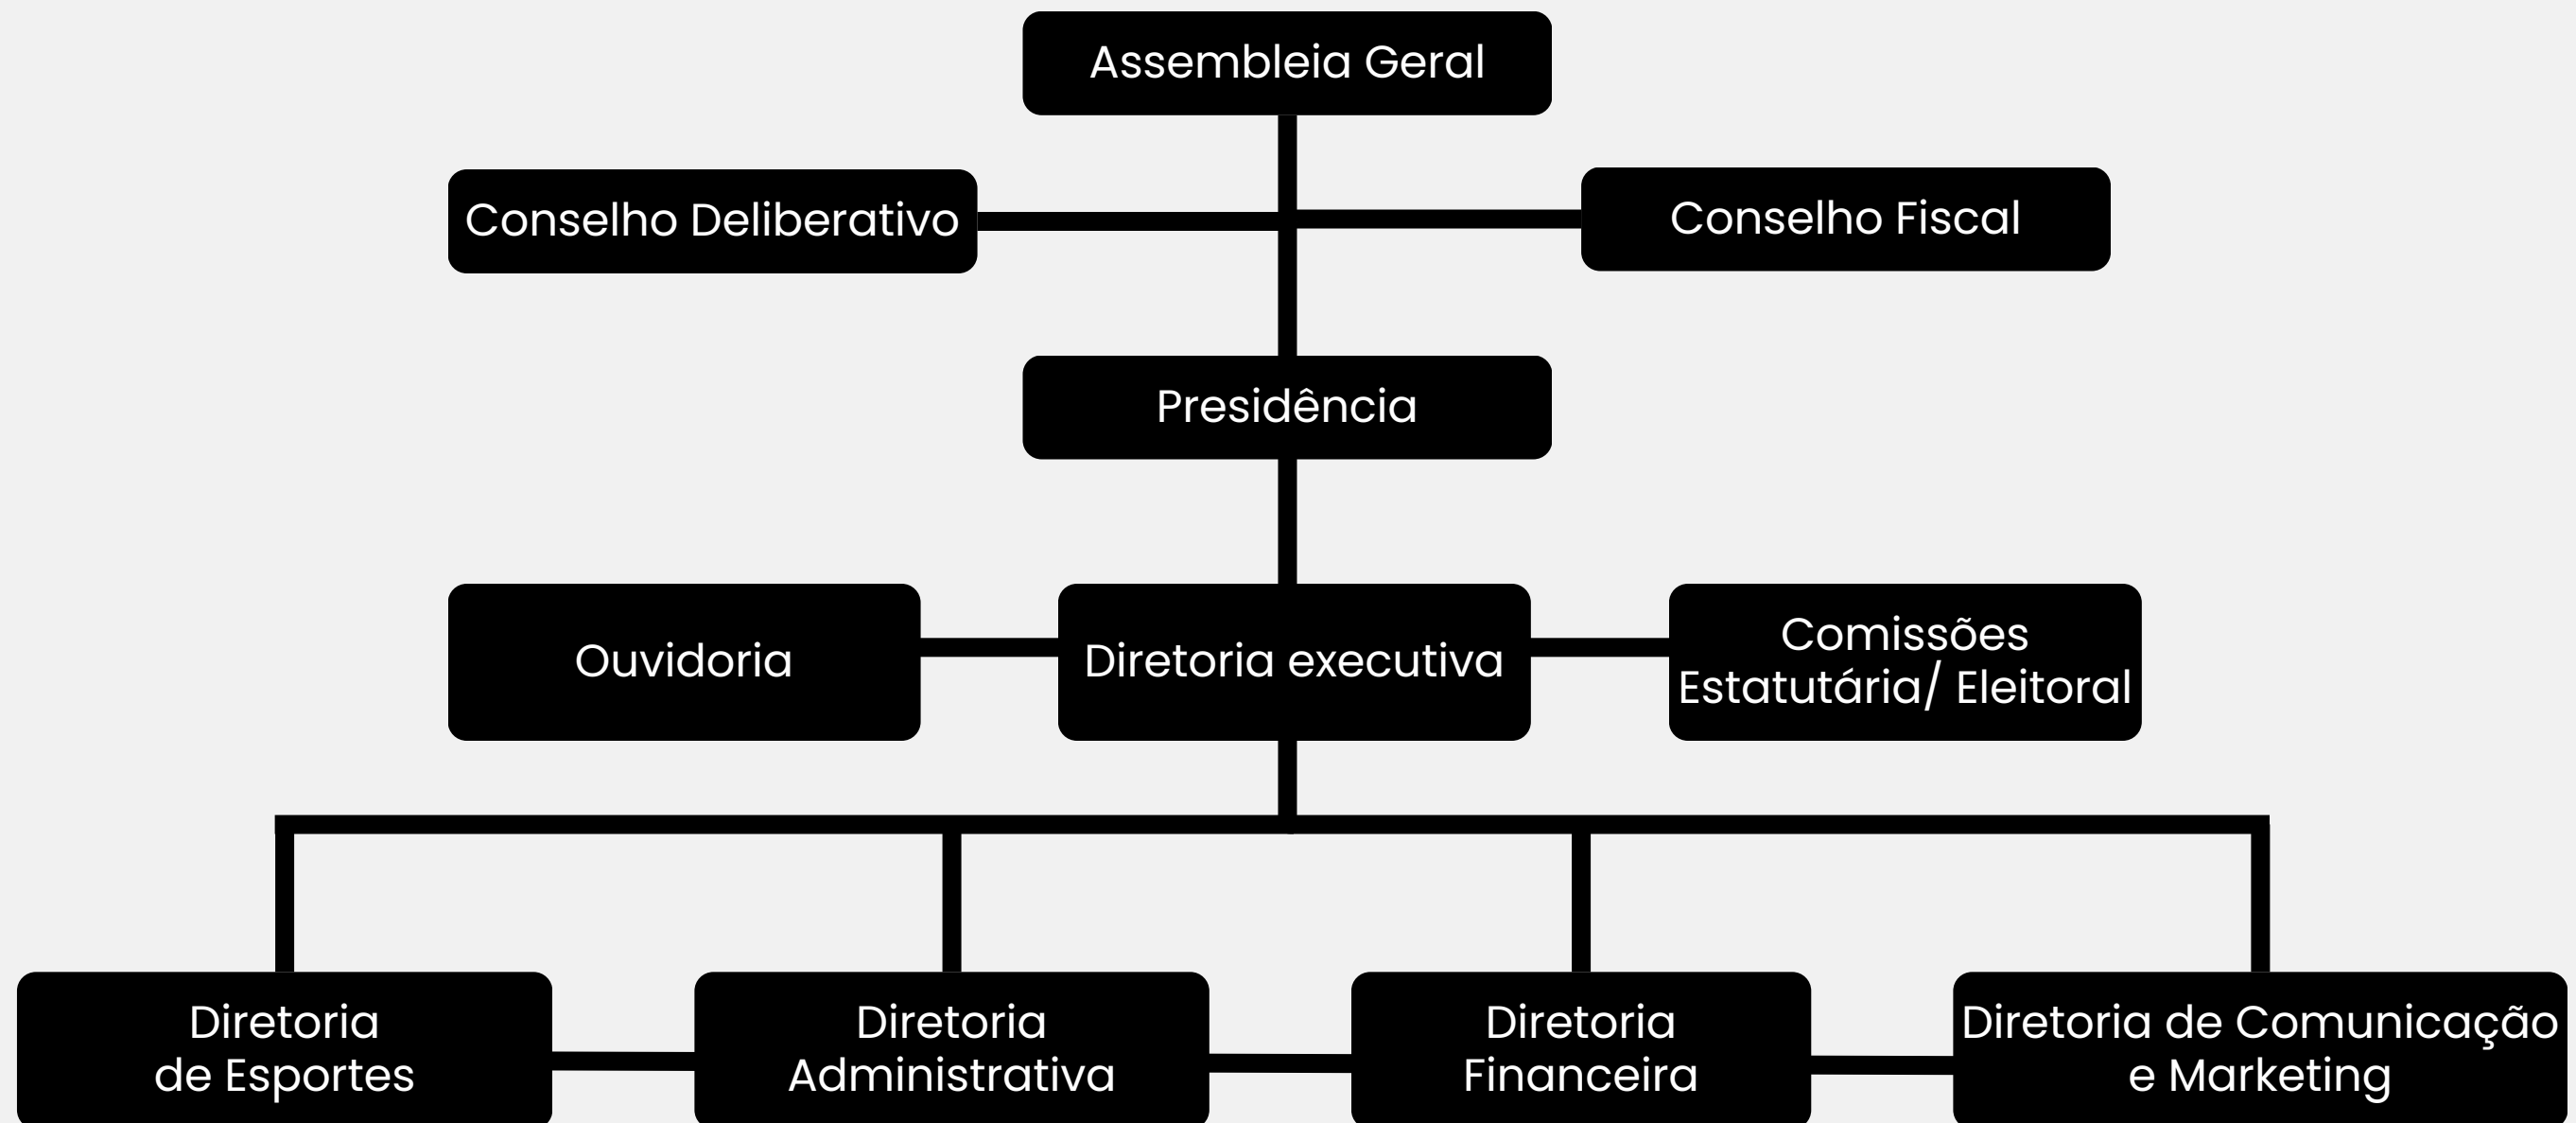 Assembleia Geral
Conselho Deliberativo
Conselho Fiscal
Presidência
Ouvidoria
Diretoria executiva
Comissões
Estatutária/ Eleitoral
Diretoria
de Esportes
Diretoria
Administrativa
Diretoria
Financeira
Diretoria de Comunicação
e Marketing